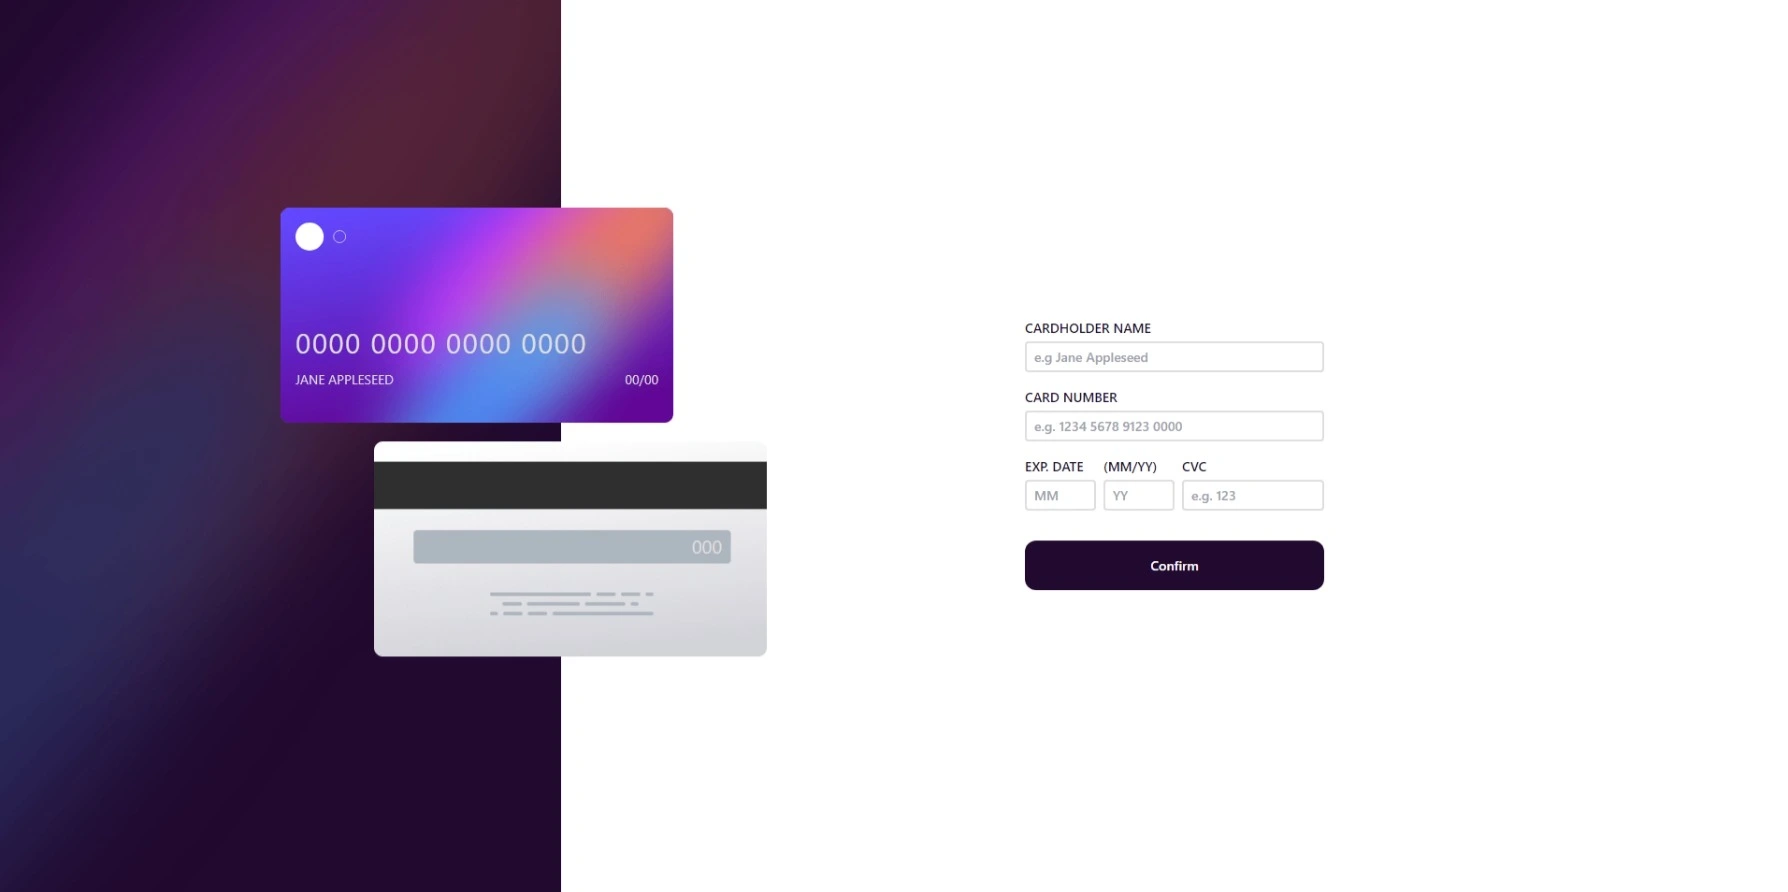 0000 0000 0000 0000
JANE APPLESEED 00/00
000
CARDHOLDER NAME
e.g Jane Appleseed
CARD NUMBER
e.g. 1234 5678 9123 0000
EXP. DATE (MM/YY) CVC
MM YY e.g. 123
Confirm